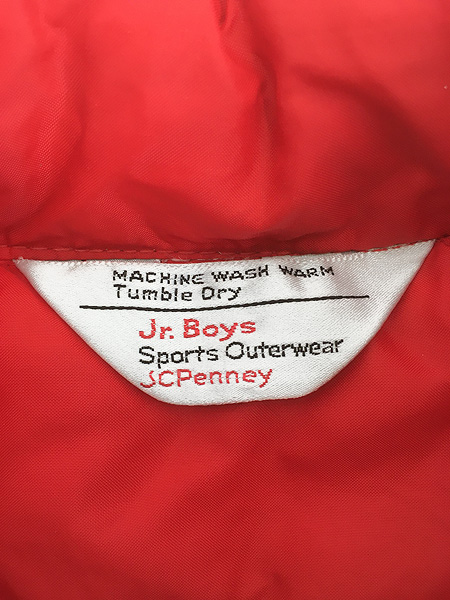 MACHINE WASH WARM
Tumble Dry
Jr. Boys
Sports Outerwear
JCPenney